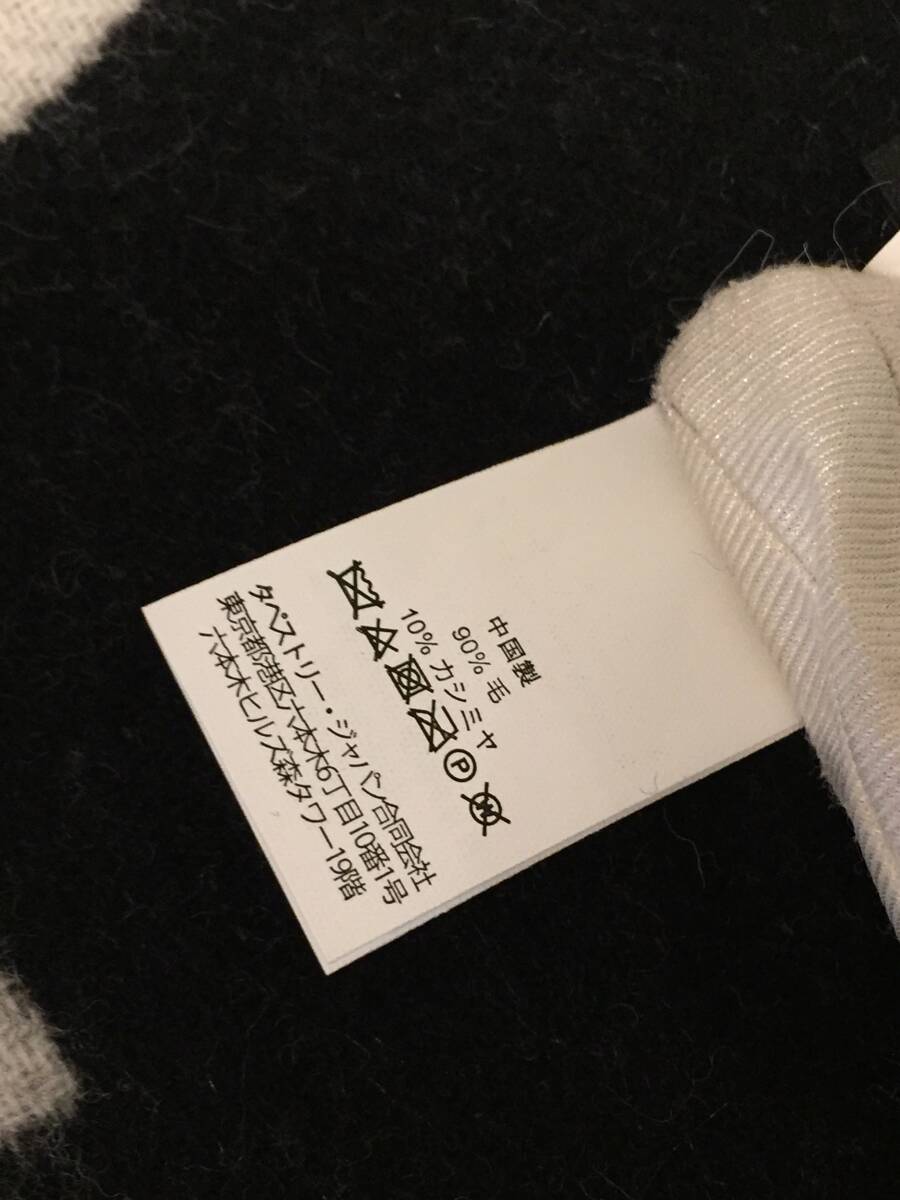 中国製
90% 毛
10% カシミヤ
P
W
タペストリー・ジャパン合同会社
東京都港区六本木6丁目10番1号
六本木ヒルズ森タワー19階